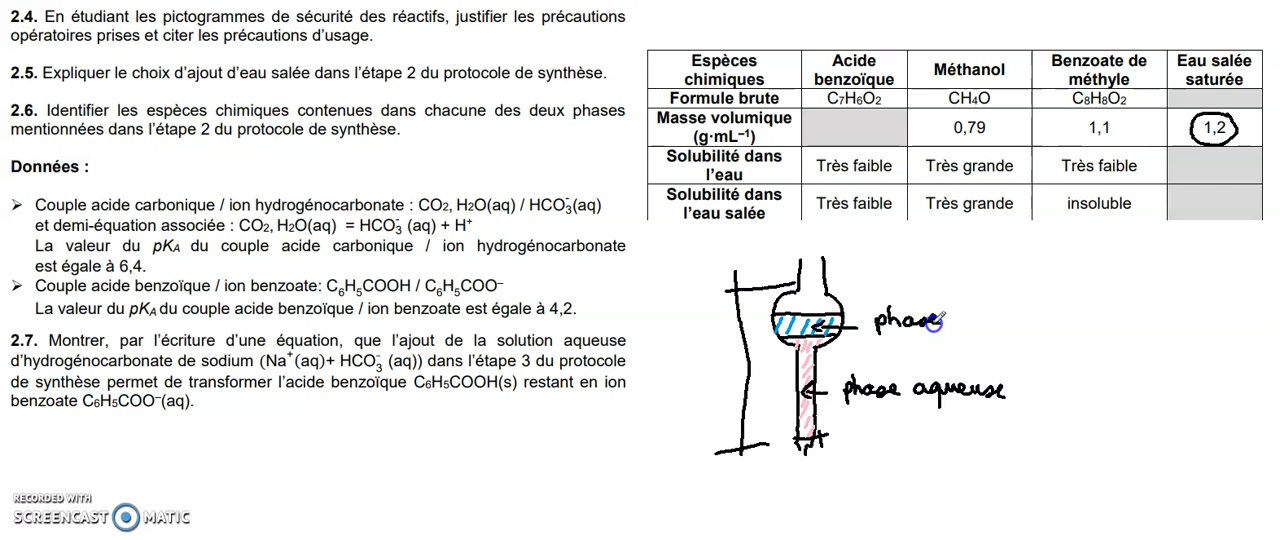 2.4. En étudiant les pictogrammes de sécurité des réactifs, justifier les précautions
opératoires prises et citer les précautions d'usage.
2.5. Expliquer le choix d'ajout d'eau salée dans l'étape 2 du protocole de synthèse.
2.6. Identifier les espèces chimiques contenues dans chacune des deux phases
mentionnées dans l'étape 2 du protocole de synthèse.
Données :
➢ Couple acide carbonique / ion hydrogénocarbonate : CO2, H2O(aq) / HCO3-(aq)
et demi-équation associée : CO2, H2O(aq) = HCO3- (aq) + H+
La valeur du pKA du couple acide carbonique / ion hydrogénocarbonate
est égale à 6,4.
➢ Couple acide benzoïque / ion benzoate: C6H5COOH / C6H5COO–
La valeur du pKA du couple acide benzoïque / ion benzoate est égale à 4,2.
2.7. Montrer, par l'écriture d'une équation, que l'ajout de la solution aqueuse
d'hydrogénocarbonate de sodium (Na+(aq)+ HCO3- (aq)) dans l'étape 3 du protocole
de synthèse permet de transformer l'acide benzoïque C6H5COOH(s) restant en ion
benzoate C6H5COO–(aq).
RECORDED WITH
SCREENCAST MATIC
Espèces chimiques Acide benzoïque Méthanol Benzoate de méthyle Eau salée saturée
Formule brute C7H6O2 CH4O C8H8O2
Masse volumique (g·mL–1) 0,79 1,1 1,2
Solubilité dans l'eau Très faible Très grande Très faible
Solubilité dans l'eau salée Très faible Très grande insoluble
phase
phase aqueuse